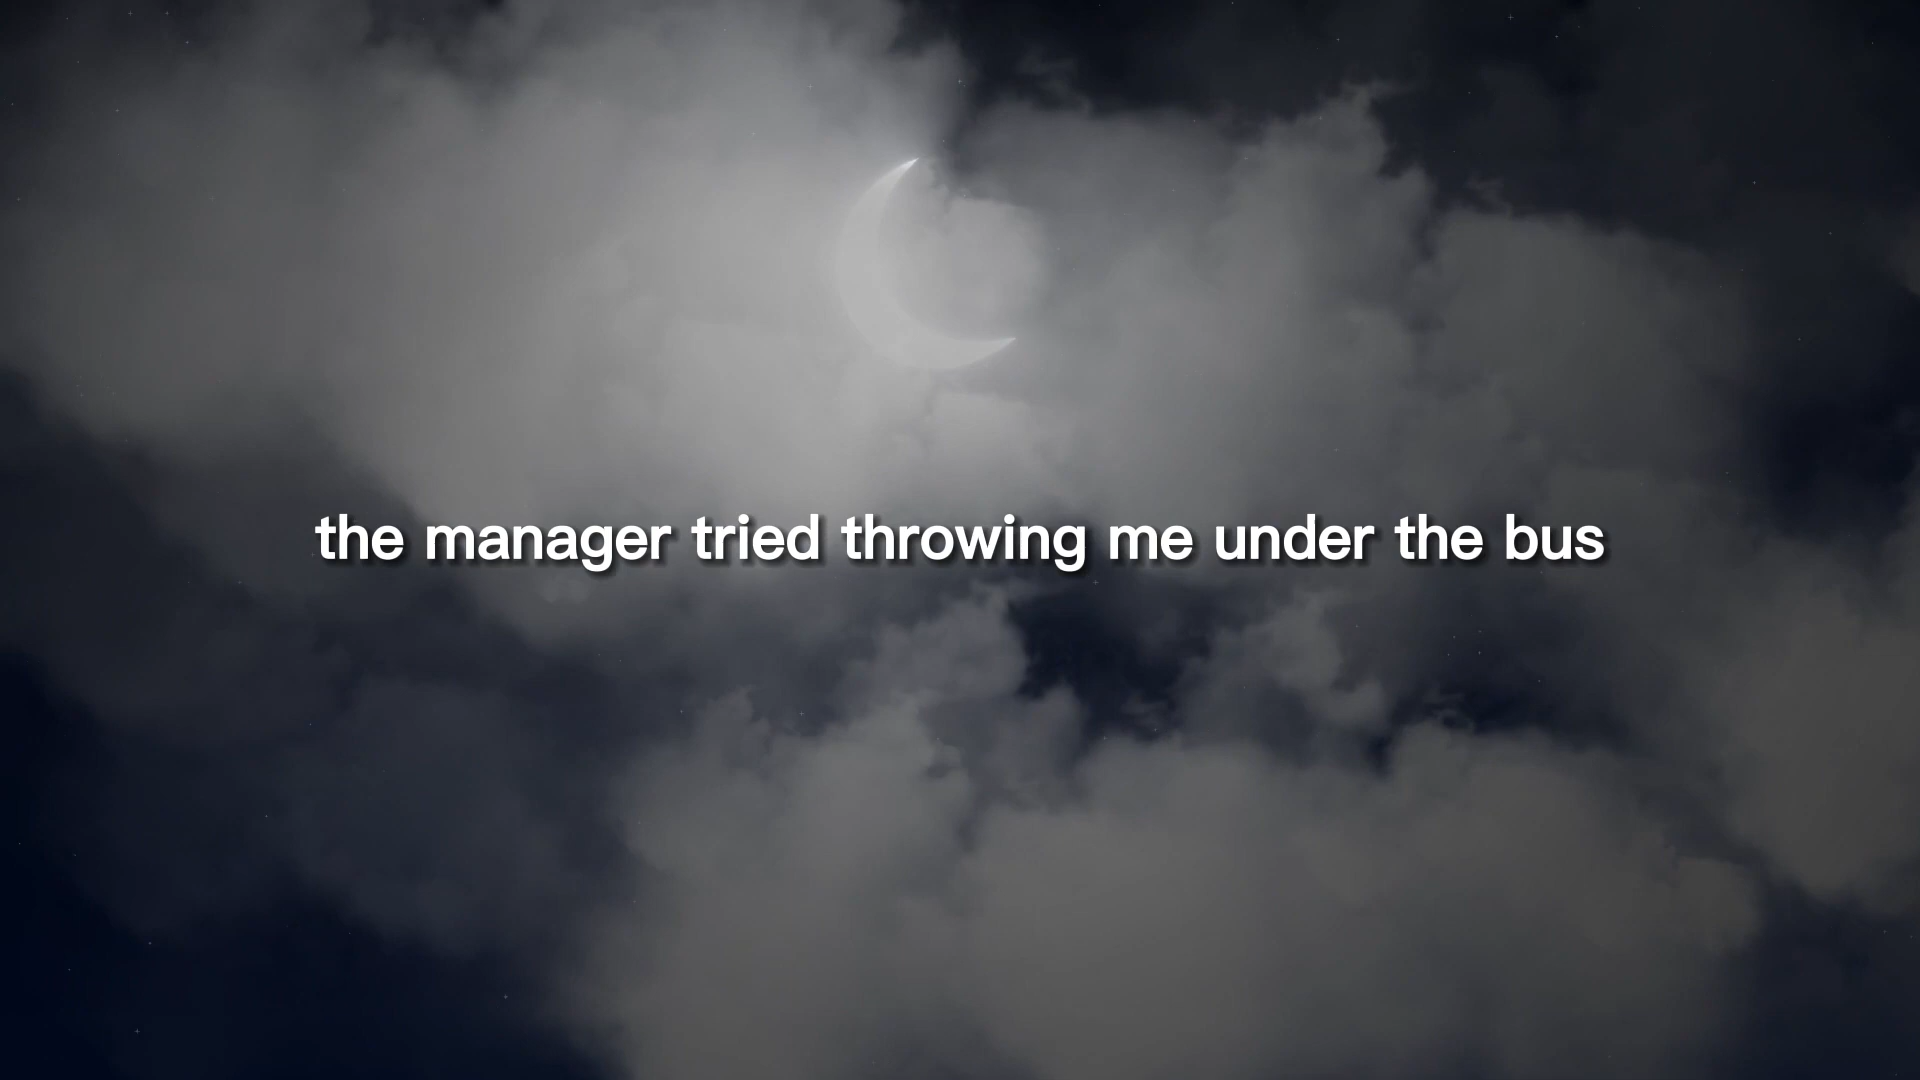 the manager tried throwing me under the bus